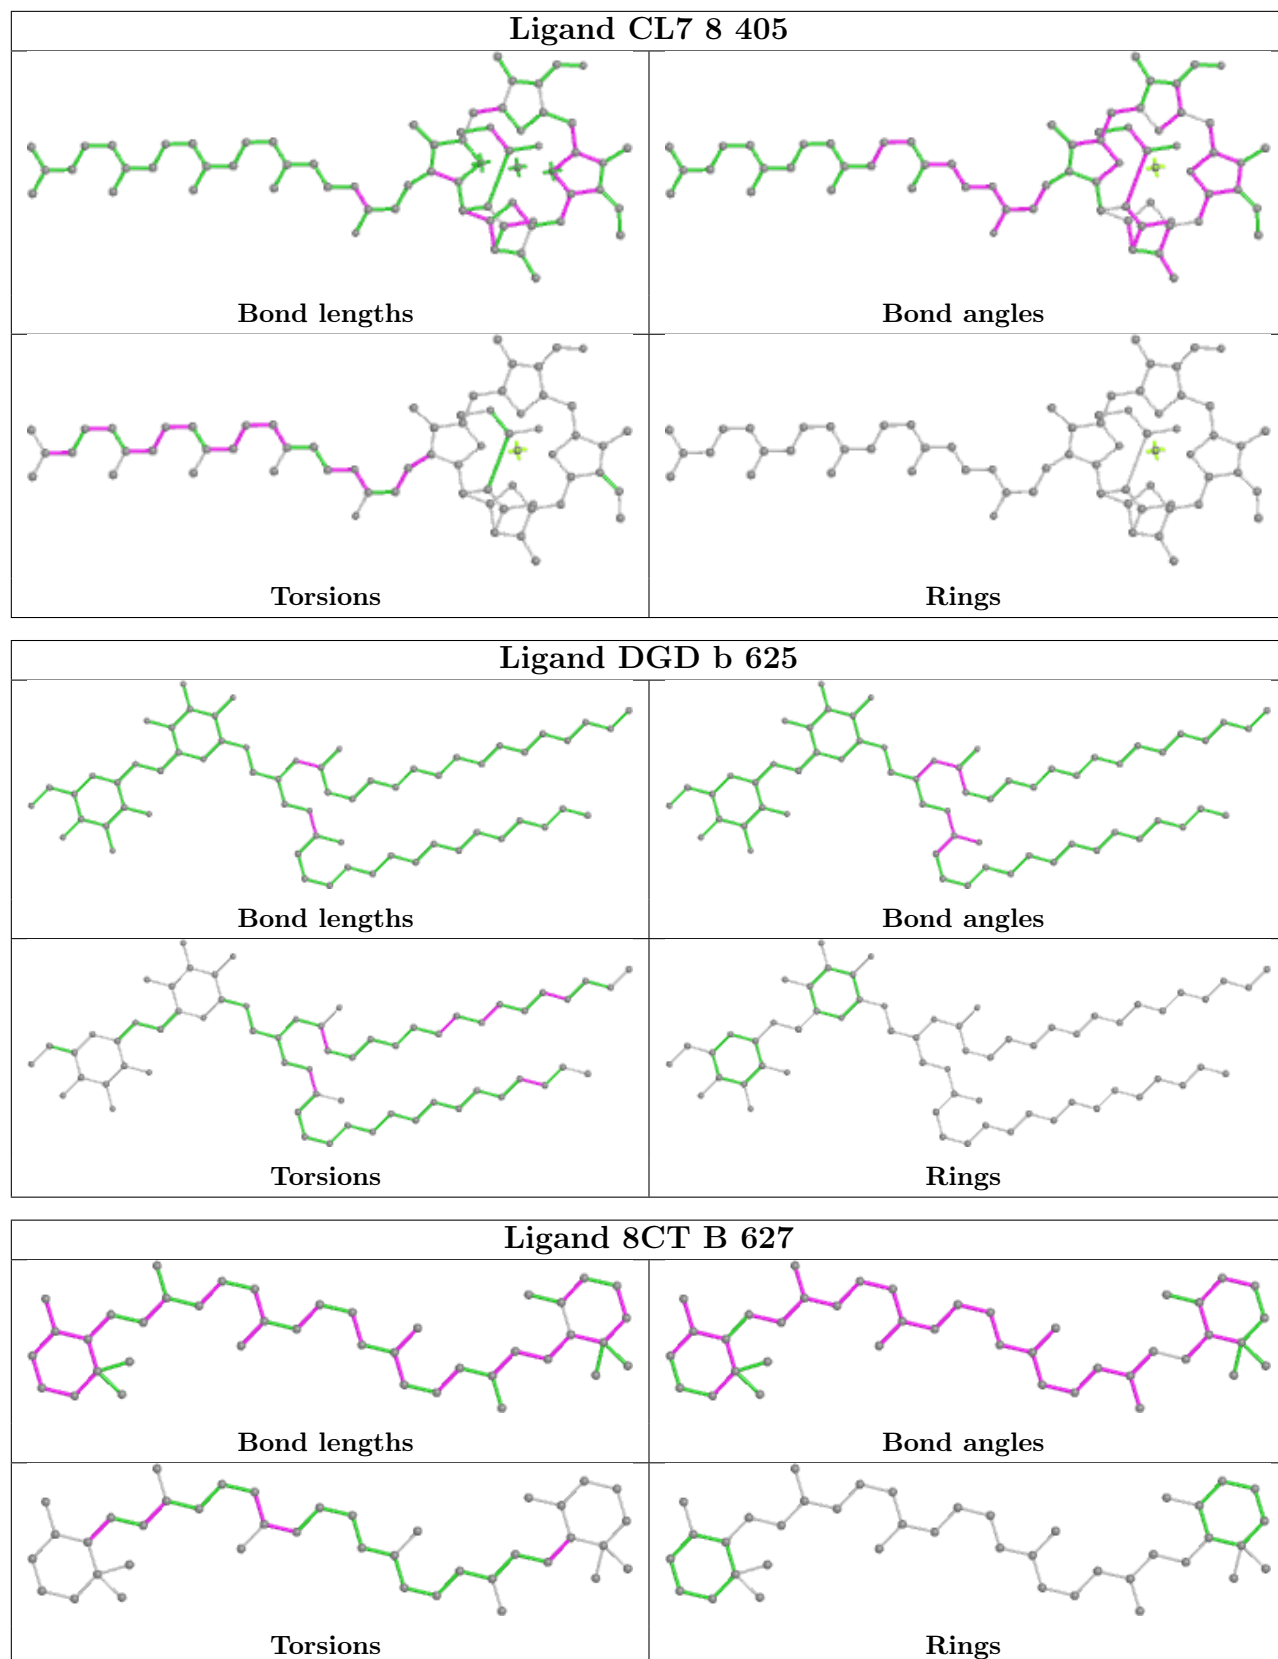 Ligand CL7 8 405
Bond lengths
Bond angles
Torsions
Rings
Ligand DGD b 625
Bond lengths
Bond angles
Torsions
Rings
Ligand 8CT B 627
Bond lengths
Bond angles
Torsions
Rings